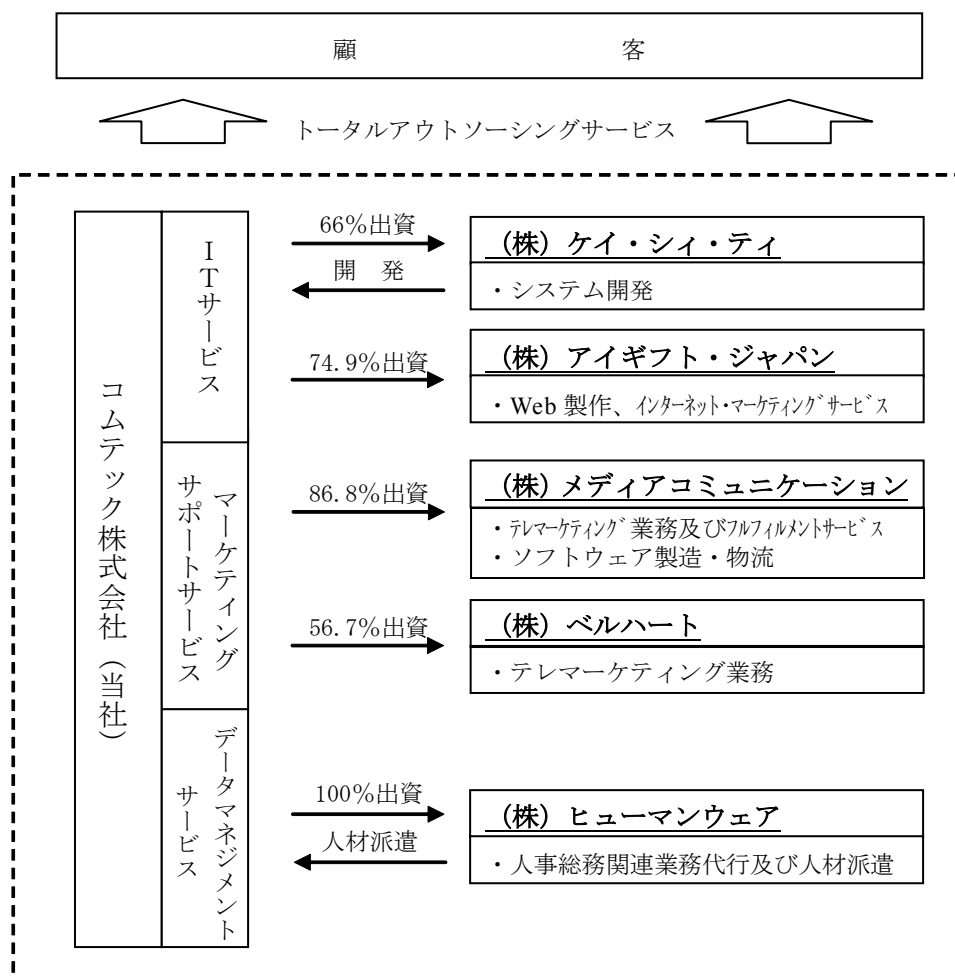 顧 客
トータルアウトソーシングサービス
コムテック株式会社(当社)
ITサービス
66%出資
開 発
(株)ケイ・シィ・ティ
・システム開発
74.9%出資
(株)アイギフト・ジャパン
・Web 製作、インターネット・マーケティングサービス
マーケティング
サポートサービス
86.8%出資
(株)メディアコミュニケーション
・テレマーケティング業務及びフルフィルメントサービス
・ソフトウェア製造・物流
56.7%出資
(株)ベルハート
・テレマーケティング業務
データマネジメント
サービス
100%出資
人材派遣
(株)ヒューマンウェア
・人事総務関連業務代行及び人材派遣